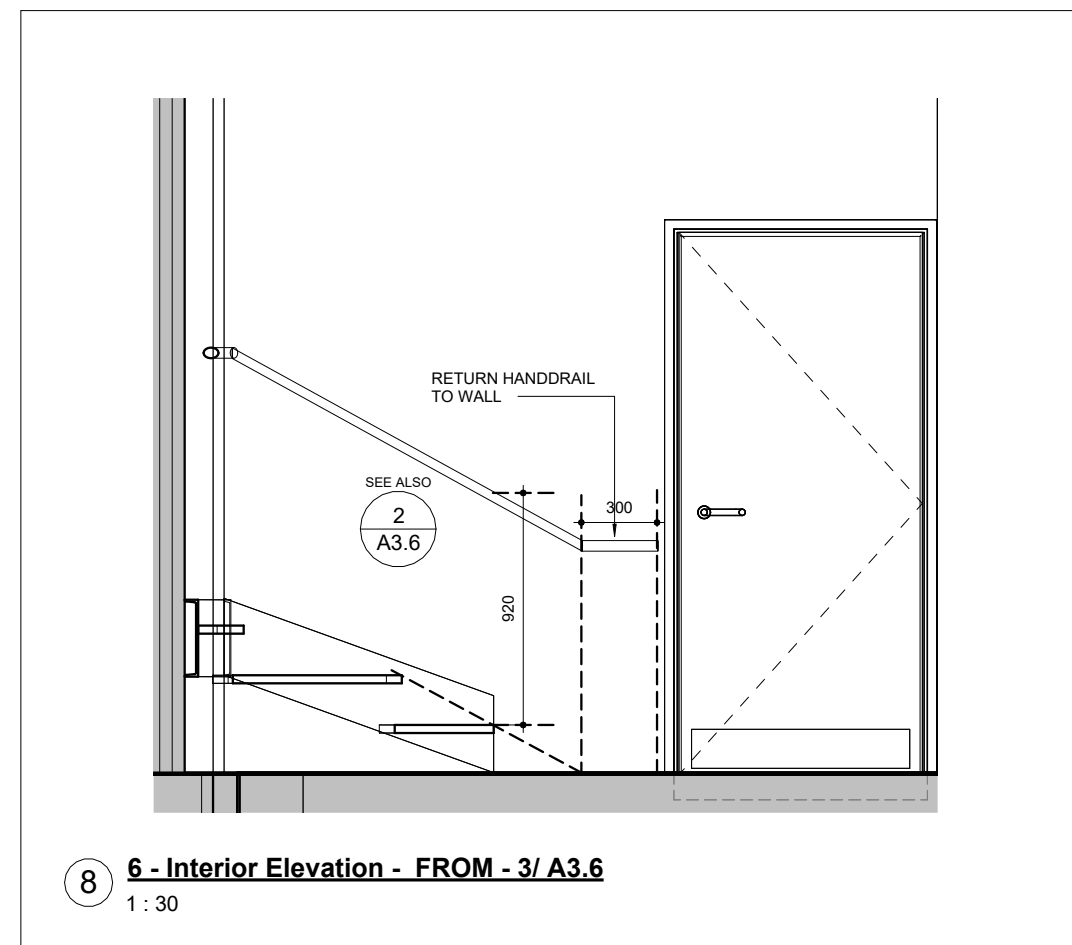 RETURN HANDDRAIL
TO WALL
SEE ALSO
2
A3.6
300
920
8
6 - Interior Elevation - FROM - 3/ A3.6
1 : 30